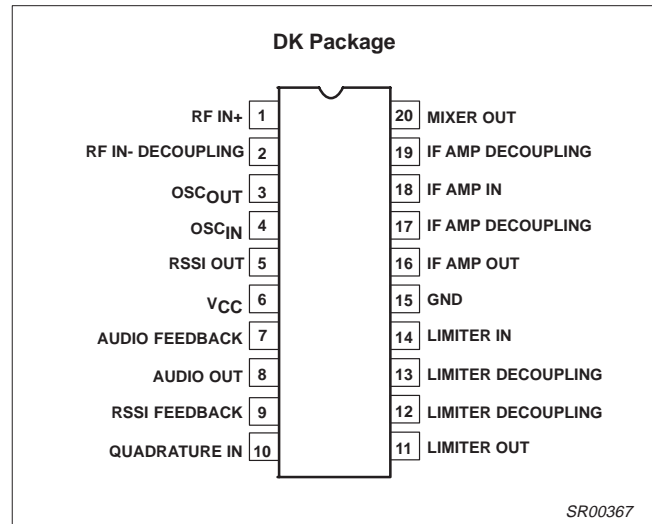 DK Package
RF IN+ 1 20 MIXER OUT
RF IN- DECOUPLING 2 19 IF AMP DECOUPLING
OSCOUT 3 18 IF AMP IN
OSCIN 4 17 IF AMP DECOUPLING
RSSI OUT 5 16 IF AMP OUT
VCC 6 15 GND
AUDIO FEEDBACK 7 14 LIMITER IN
AUDIO OUT 8 13 LIMITER DECOUPLING
RSSI FEEDBACK 9 12 LIMITER DECOUPLING
QUADRATURE IN 10 11 LIMITER OUT
SR00367